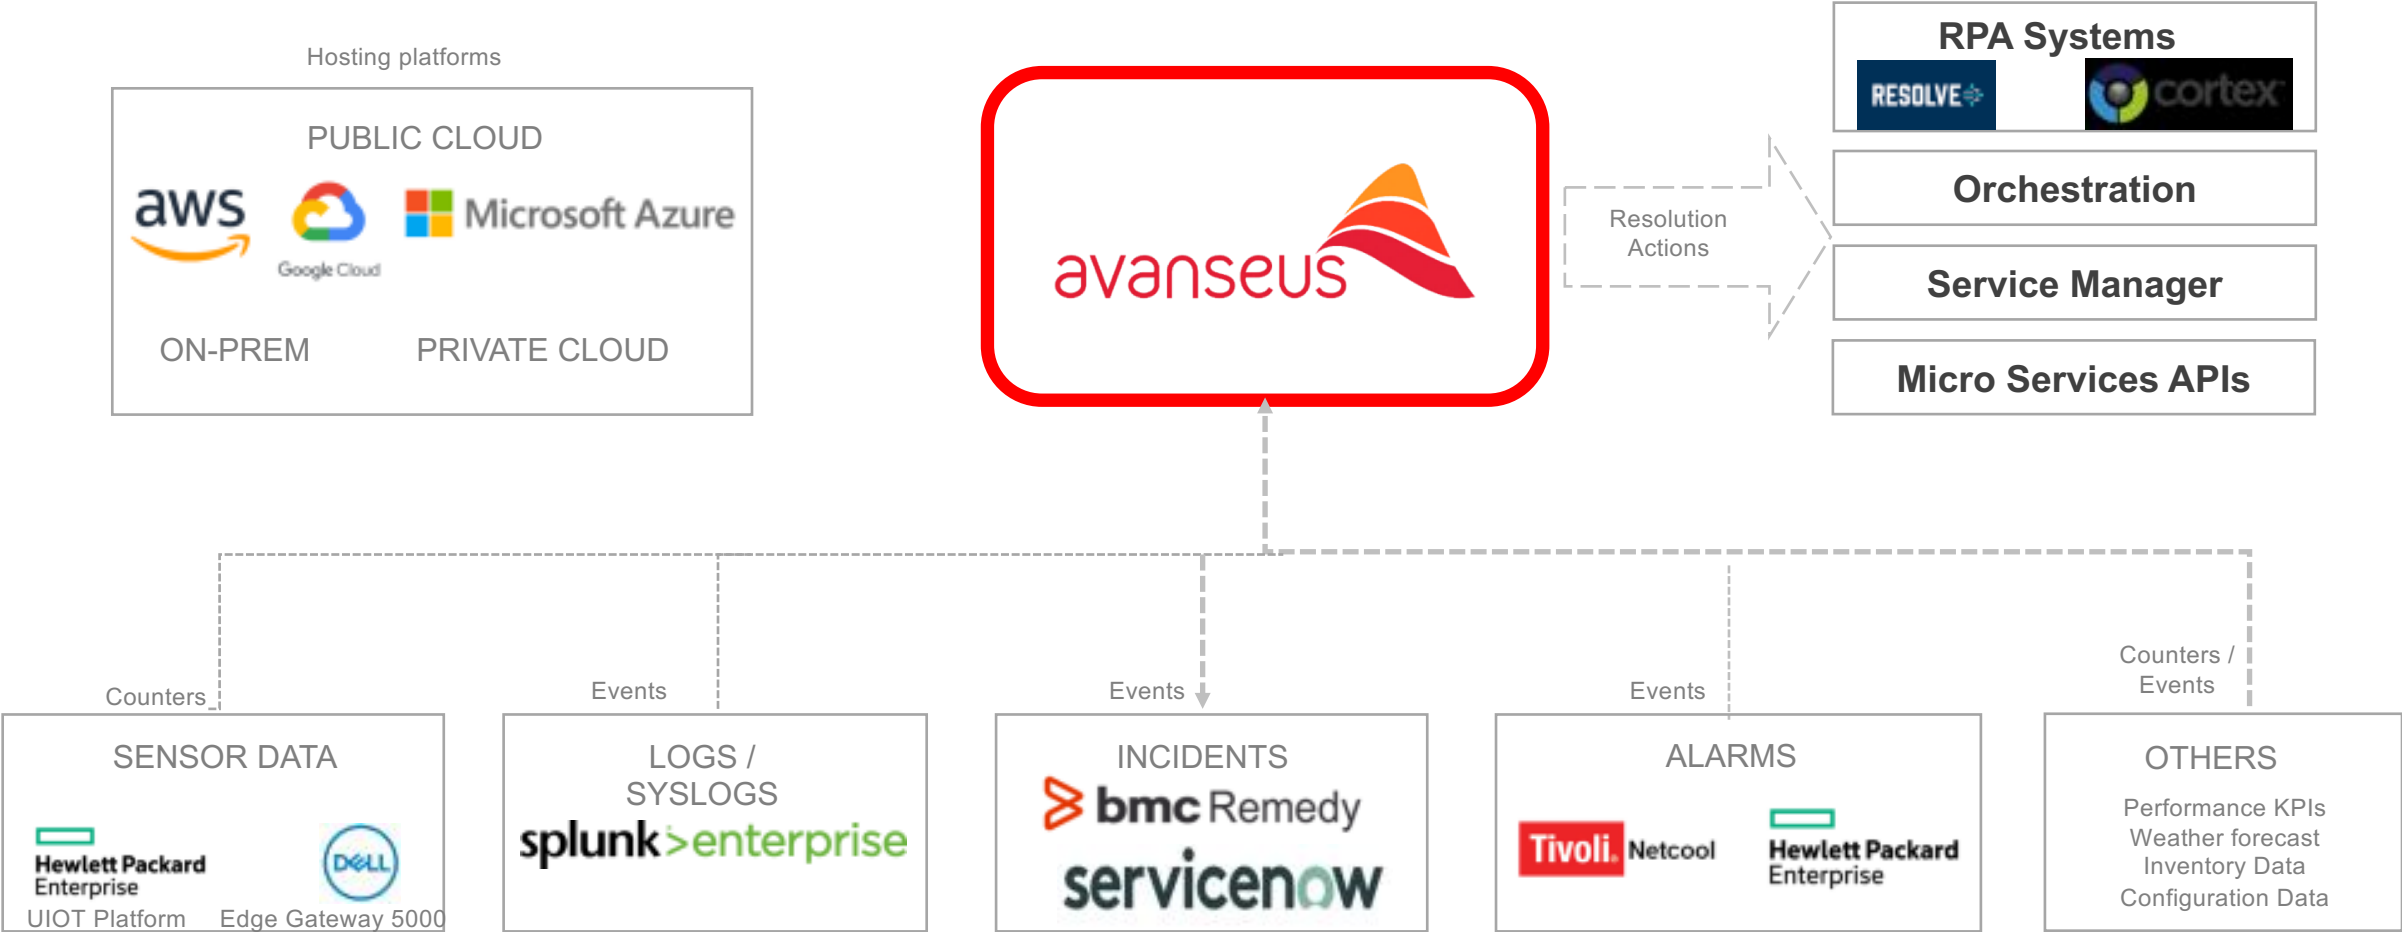 Hosting platforms
PUBLIC CLOUD
aws
Google Cloud
Microsoft Azure
ON-PREM
PRIVATE CLOUD
avanseus
Resolution
Actions
RPA Systems
RESOLVE
cortex
Orchestration
Service Manager
Micro Services APIs
Counters
SENSOR DATA
Hewlett Packard
Enterprise
UIOT Platform
DELL
Edge Gateway 5000
Events
LOGS /
SYSLOGS
splunk>enterprise
Events
INCIDENTS
bmc Remedy
servicenow
Events
ALARMS
Tivoli. Netcool
Hewlett Packard
Enterprise
Counters /
Events
OTHERS
Performance KPIs
Weather forecast
Inventory Data
Configuration Data